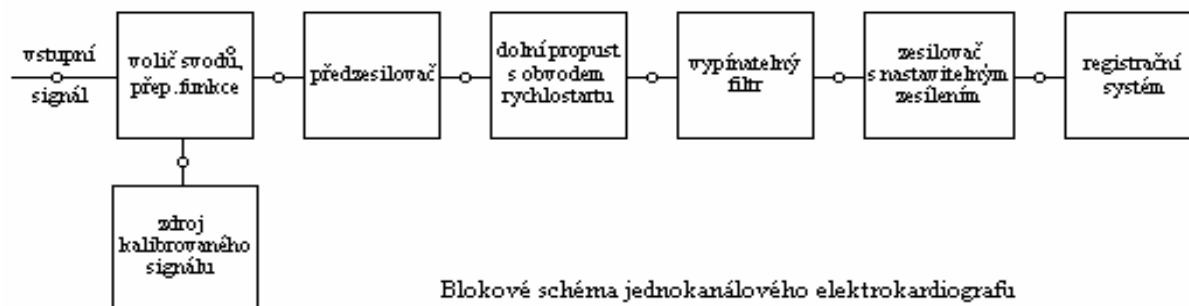 vstupní
signál
volič svodů,
přep.funkce
předzesilovač
dolní propust
s obvodem
rychlostartu
vypínatelný
filtr
zesilovač
s nastavitelným
zesílením
registrační
systém
zdroj
kalibrovaného
signálu
Blokové schéma jednokanálového elektrokardiografu